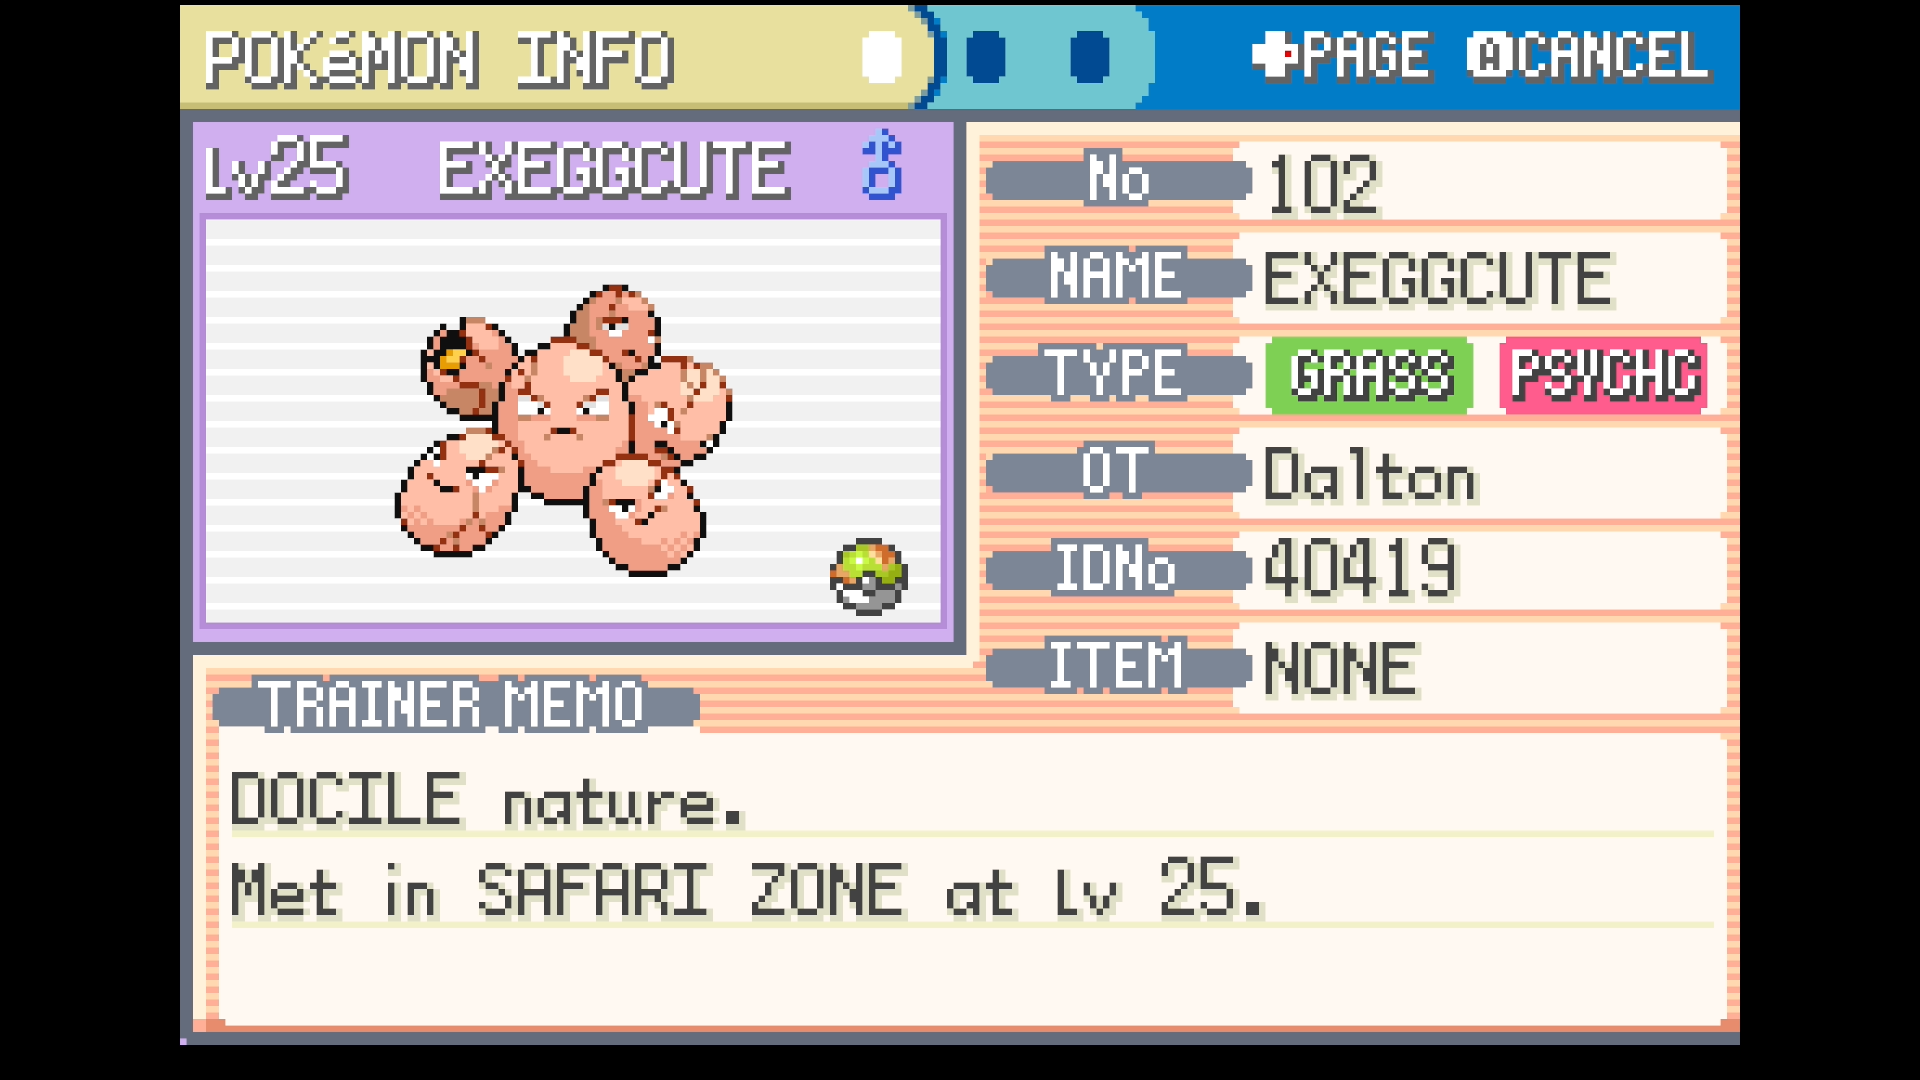 POKéMON INFO PAGE A CANCEL
Lv25 EXEGGCUTE ♂
No 102
NAME EXEGGCUTE
TYPE GRASS PSYCHC
OT Dalton
IDNo 40419
ITEM NONE
TRAINER MEMO
DOCILE nature.
Met in SAFARI ZONE at Lv 25.